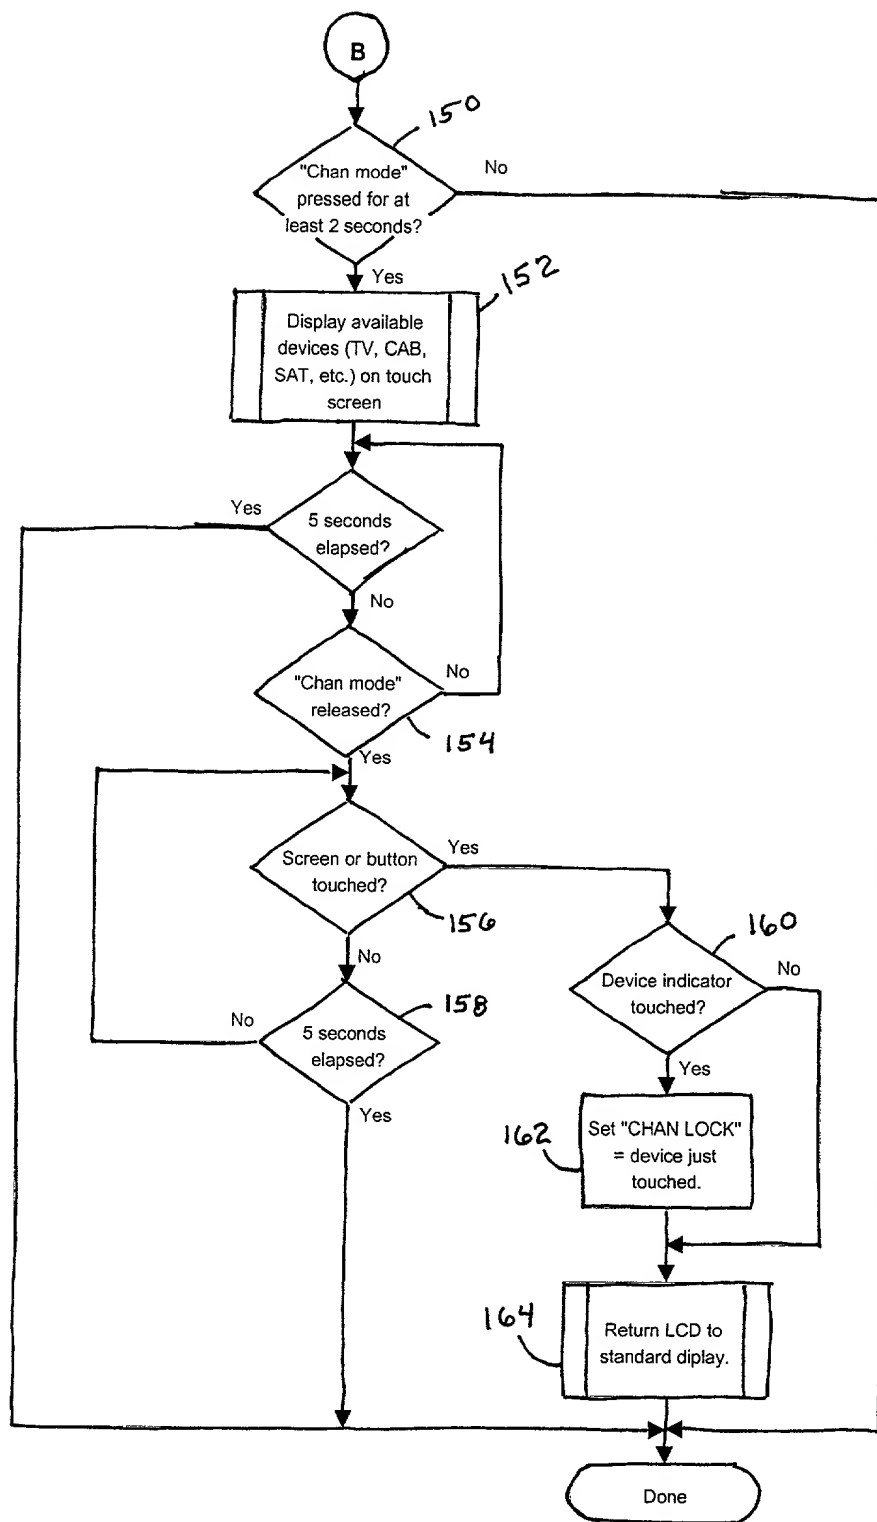 B
150
"Chan mode"
pressed for at
least 2 seconds?
No
Yes
152
Display available
devices (TV, CAB,
SAT, etc.) on touch
screen
Yes
5 seconds
elapsed?
No
"Chan mode"
released?
No
154
Yes
Screen or button
touched?
Yes
156
No
160
Device indicator
touched?
No
158
No
5 seconds
elapsed?
Yes
Yes
162
Set "CHAN LOCK"
= device just
touched.
164
Return LCD to
standard diplay.
Done